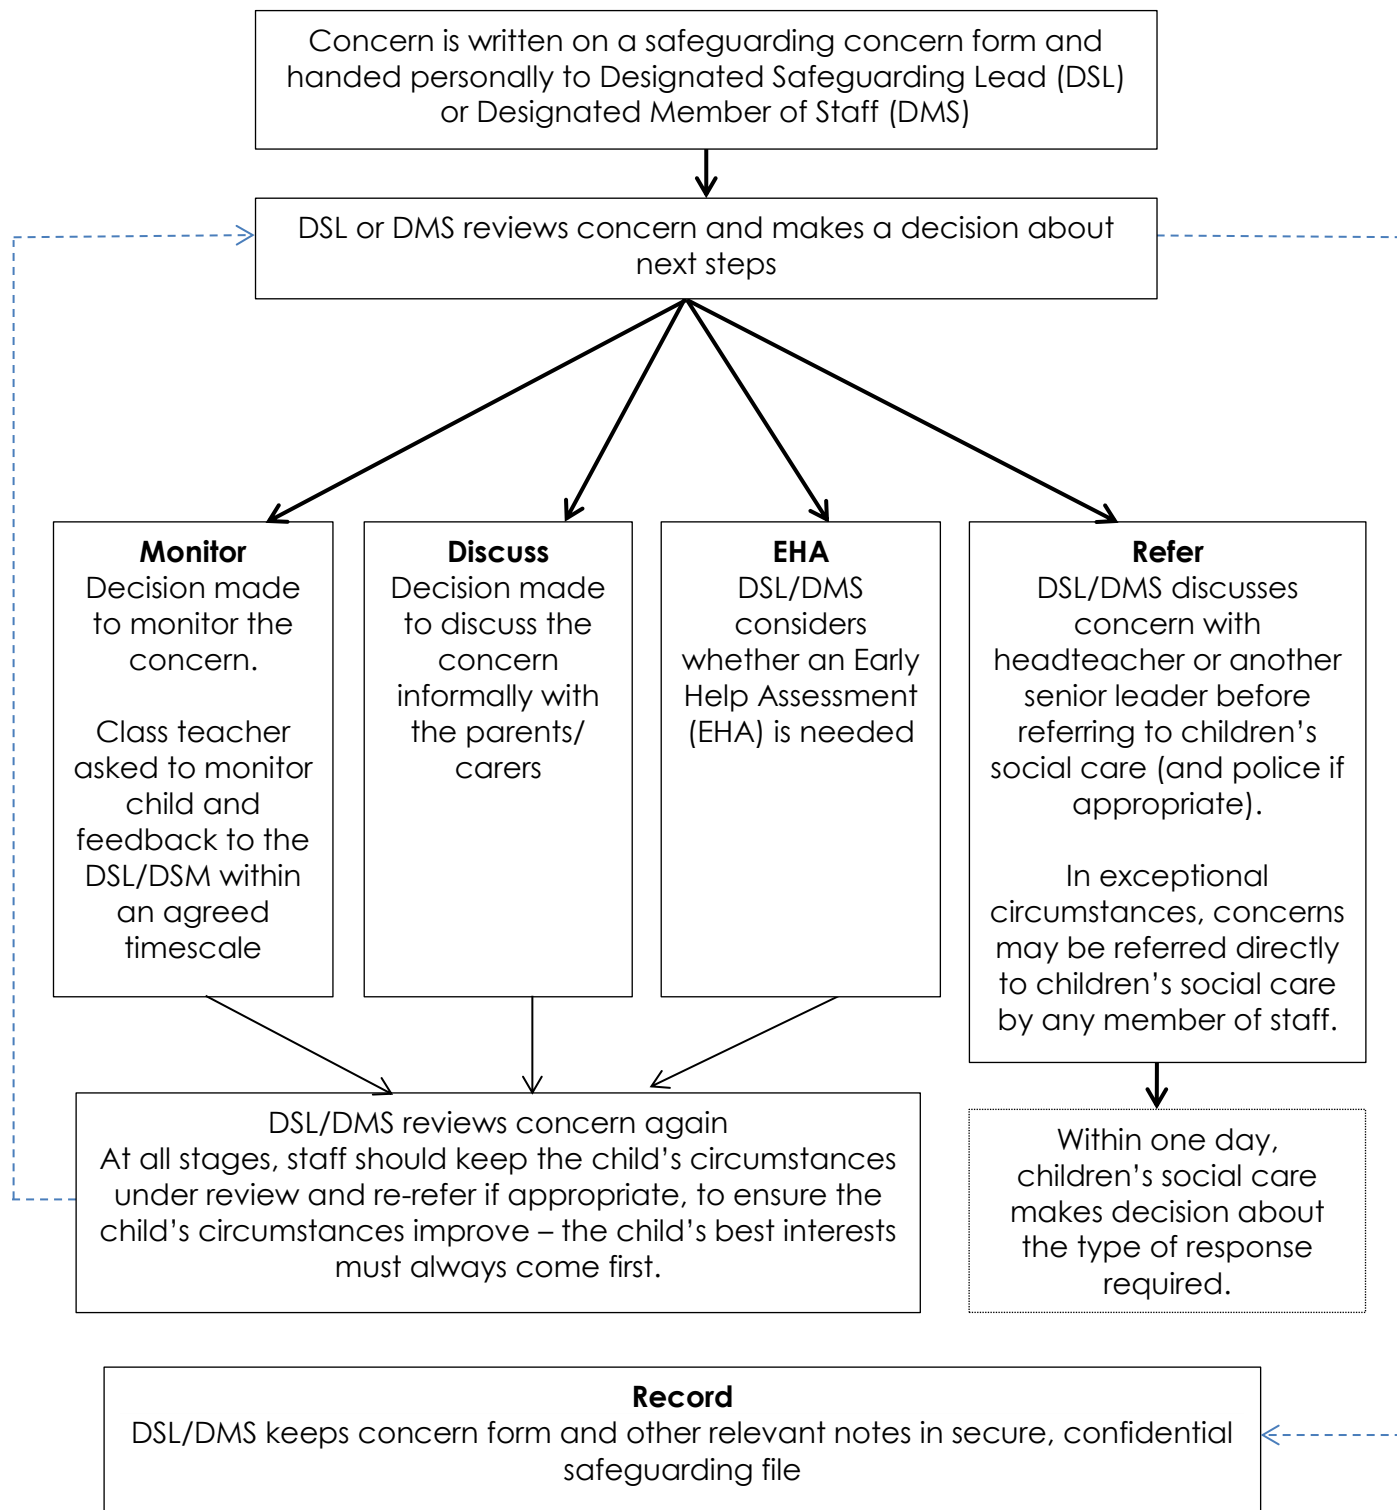 Concern is written on a safeguarding concern form and
handed personally to Designated Safeguarding Lead (DSL)
or Designated Member of Staff (DMS)
DSL or DMS reviews concern and makes a decision about
next steps
Monitor
Decision made
to monitor the
concern.
Class teacher
asked to monitor
child and
feedback to the
DSL/DSM within
an agreed
timescale
Discuss
Decision made
to discuss the
concern
informally with
the parents/
carers
EHA
DSL/DMS
considers
whether an Early
Help Assessment
(EHA) is needed
Refer
DSL/DMS discusses
concern with
headteacher or another
senior leader before
referring to children’s
social care (and police if
appropriate).
In exceptional
circumstances, concerns
may be referred directly
to children’s social care
by any member of staff.
DSL/DMS reviews concern again
At all stages, staff should keep the child’s circumstances
under review and re-refer if appropriate, to ensure the
child’s circumstances improve – the child’s best interests
must always come first.
Within one day,
children’s social care
makes decision about
the type of response
required.
Record
DSL/DMS keeps concern form and other relevant notes in secure, confidential
safeguarding file